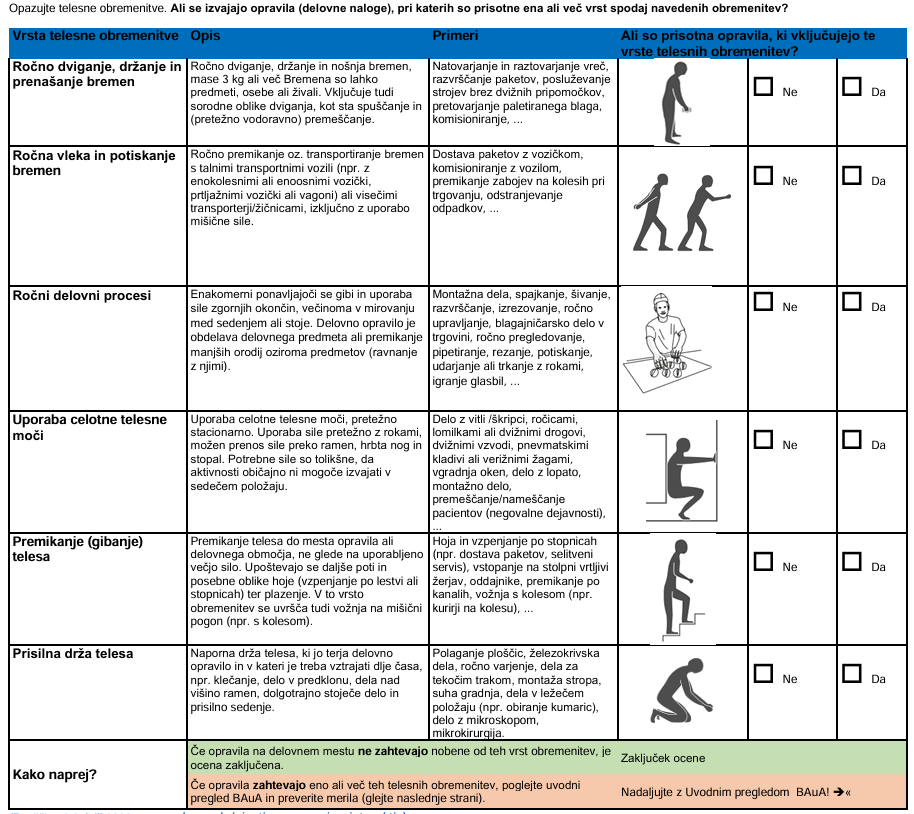 Opazujte telesne obremenitve. Ali se izvajajo opravila (delovne naloge), pri katerih so prisotne ena ali več vrst spodaj navedenih obremenitev?
Vrsta telesne obremenitve Opis Primeri Ali so prisotna opravila, ki vključujejo te
vrste telesnih obremenitev?
Ročno dviganje, držanje in
prenašanje bremen
Ročno dviganje, držanje in nošnja bremen,
mase 3 kg ali več Bremena so lahko
predmeti, osebe ali živali. Vključuje tudi
sorodne oblike dviganja, kot sta spuščanje in
(pretežno vodoravno) premeščanje.
Natovarjanje in raztovarjanje vreč,
razvrščanje paketov, posluževanje
strojev brez dvižnih pripomočkov,
pretovarjanje paletiranega blaga,
komisioniranje, ...
Ne
Da
Ročna vleka in potiskanje
bremen
Ročno premikanje oz. transportiranje bremen
s talnimi transportnimi vozili (npr. z
enokolesnimi ali enoosnimi vozički,
prtljažnimi vozički ali vagoni) ali visečimi
transporterji/žičnicami, izključno z uporabo
mišične sile.
Dostava paketov z vozičkom,
komisioniranje z vozilom,
premikanje zabojev na kolesih pri
trgovanju, odstranjevanje
odpadkov, ...
Ne
Da
Ročni delovni procesi
Enakomerni ponavljajoči se gibi in uporaba
sile zgornjih okončin, večinoma v mirovanju
med sedenjem ali stoje. Delovno opravilo je
obdelava delovnega predmeta ali premikanje
manjših orodij oziroma predmetov (ravnanje
z njimi).
Montažna dela, spajkanje, šivanje,
razvrščanje, izrezovanje, ročno
upravljanje, blagajničarsko delo v
trgovini, ročno pregledovanje,
pipetiranje, rezanje, potiskanje,
udarjanje ali trkanje z rokami,
igranje glasbil, ...
Ne
Da
Uporaba celotne telesne
moči
Uporaba celotne telesne moči, pretežno
stacionarno. Uporaba sile pretežno z rokami,
možen prenos sile preko ramen, hrbta nog in
stopal. Potrebne sile so tolikšne, da
aktivnosti običajno ni mogoče izvajati v
sedečem položaju.
Delo z vitli /škripci, ročicami,
lomilkami ali dvižnimi drogovi,
dvižnimi vzvodi, pnevmatskimi
kladivi ali verižnimi žagami,
vgradnja oken, delo z lopato,
montažno delo,
premeščanje/nameščanje
pacientov (negovalne dejavnosti),
...
Ne
Da
Premikanje (gibanje)
telesa
Premikanje telesa do mesta opravila ali
delovnega območja, ne glede na uporabljeno
večjo silo. Upoštevajo se daljše poti in
posebne oblike hoje (vzpenjanje po lestvi ali
stopnicah) ter plazenje. V to vrsto
obremenitev se uvršča tudi vožnja na mišični
pogon (npr. s kolesom).
Hoja in vzpenjanje po stopnicah
(npr. dostava paketov, selitveni
servis), vstopanje na stolpni vrtljivi
žerjav, oddajnike, premikanje po
kanalih, vožnja s kolesom (npr.
kurirji na kolesu), ...
Ne
Da
Prisilna drža telesa
Naporna drža telesa, ki jo terja delovno
opravilo in v kateri je treba vztrajati dlje časa,
npr. klečanje, delo v predklonu, dela nad
višino ramen, dolgotrajno stoječe delo in
prisilno sedenje.
Polaganje ploščic, železokrivska
dela, ročno varjenje, dela za
tekočim trakom, montaža stropa,
suha gradnja, dela v ležečem
položaju (npr. obiranje kumaric),
delo z mikroskopom,
mikrokirurgija.
Ne
Da
Kako naprej?
Če opravila na delovnem mestu ne zahtevajo nobene od teh vrst obremenitev, je
ocena zaključena.
Zaključek ocene
Če opravila zahtevajo eno ali več teh telesnih obremenitev, poglejte uvodni
pregled BAuA in preverite merila (glejte naslednje strani).
Nadaljujte z Uvodnim pregledom BAuA! ➔«